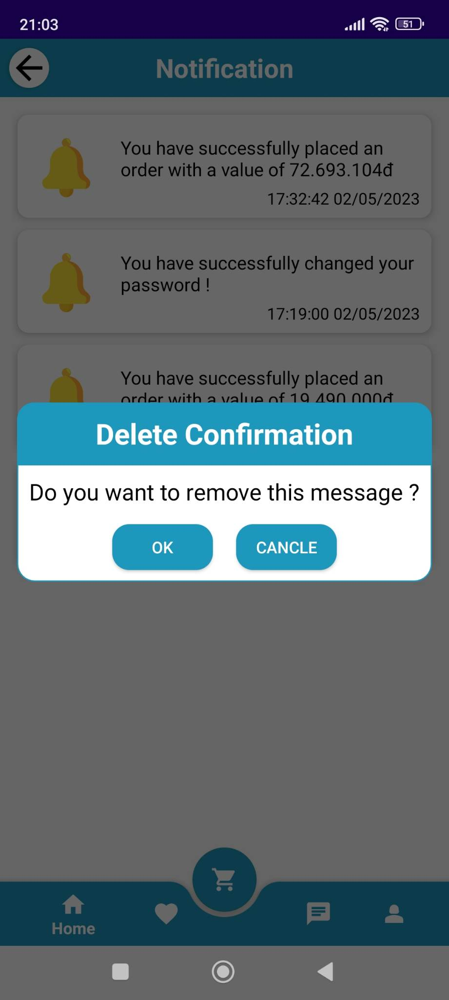 21:03
51
Notification
You have successfully placed an
order with a value of 72.693.104đ
17:32:42 02/05/2023
You have successfully changed your
password !
17:19:00 02/05/2023
You have successfully placed an
order with a value of 19.490.000đ
Delete Confirmation
Do you want to remove this message ?
OK
CANCLE
Home